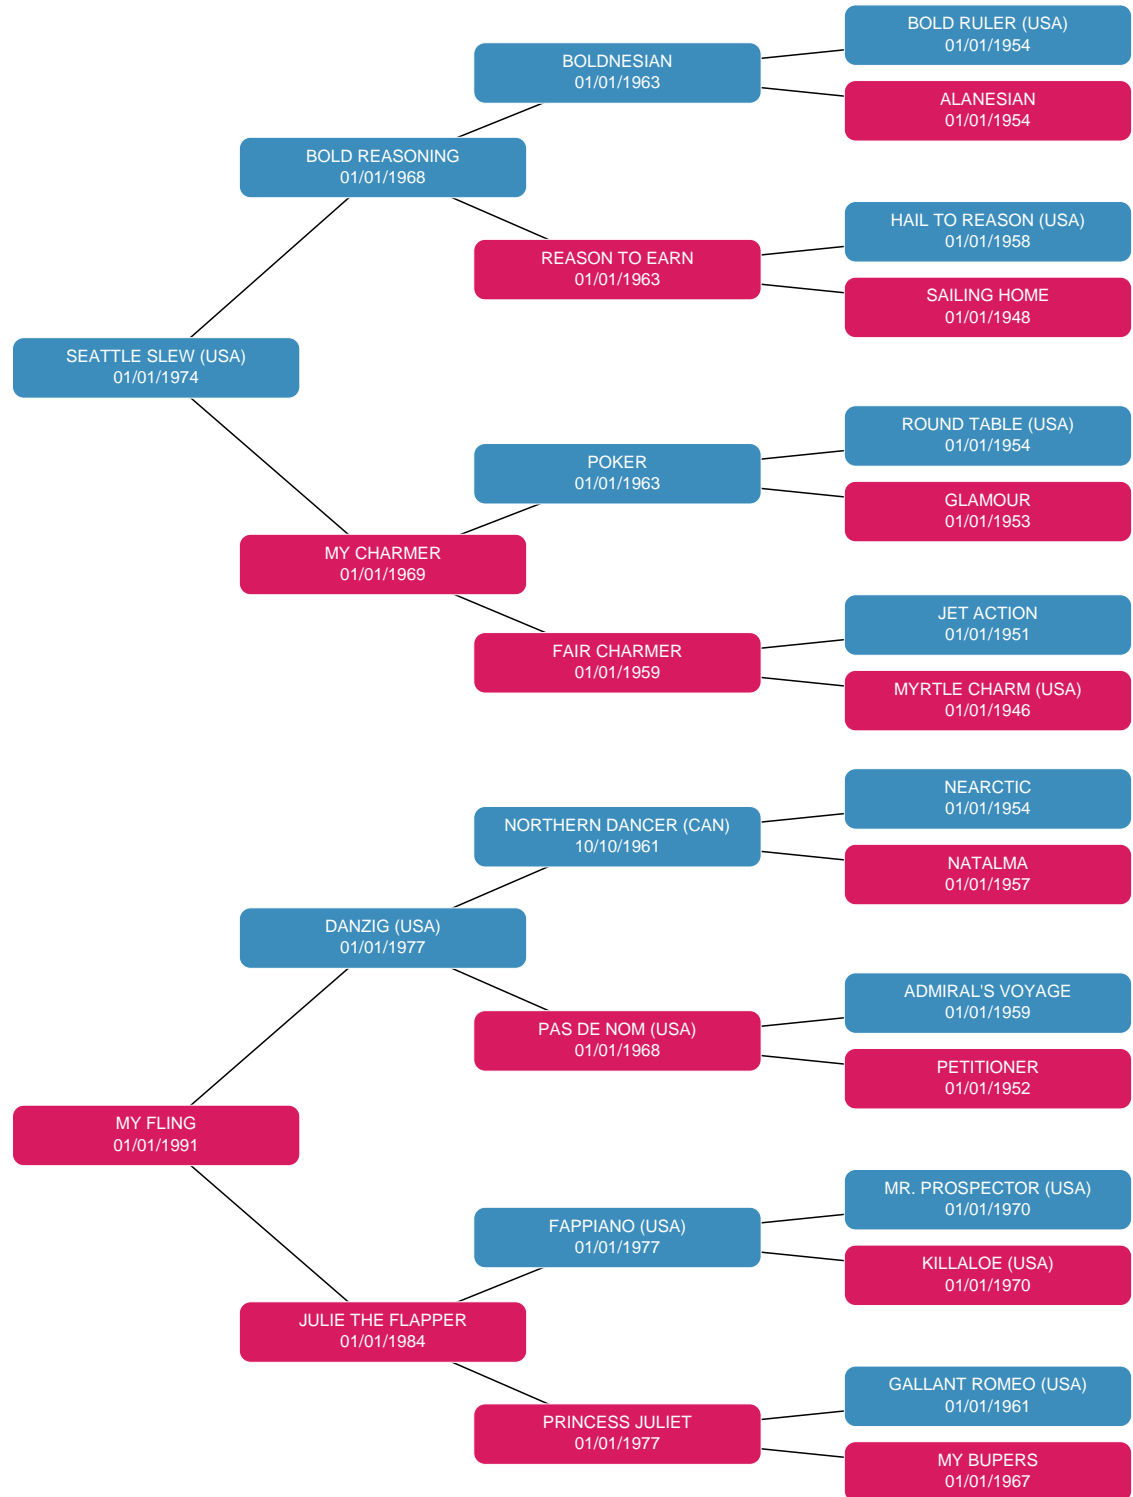 BOLD RULER (USA)
01/01/1954
BOLDNESIAN
01/01/1963
ALANESIAN
01/01/1954
BOLD REASONING
01/01/1968
HAIL TO REASON (USA)
01/01/1958
REASON TO EARN
01/01/1963
SAILING HOME
01/01/1948
SEATTLE SLEW (USA)
01/01/1974
ROUND TABLE (USA)
01/01/1954
POKER
01/01/1963
GLAMOUR
01/01/1953
MY CHARMER
01/01/1969
JET ACTION
01/01/1951
FAIR CHARMER
01/01/1959
MYRTLE CHARM (USA)
01/01/1946
NEARCTIC
01/01/1954
NORTHERN DANCER (CAN)
10/10/1961
NATALMA
01/01/1957
DANZIG (USA)
01/01/1977
ADMIRAL'S VOYAGE
01/01/1959
PAS DE NOM (USA)
01/01/1968
PETITIONER
01/01/1952
MY FLING
01/01/1991
MR. PROSPECTOR (USA)
01/01/1970
FAPPIANO (USA)
01/01/1977
KILLALOE (USA)
01/01/1970
JULIE THE FLAPPER
01/01/1984
GALLANT ROMEO (USA)
01/01/1961
PRINCESS JULIET
01/01/1977
MY BUPERS
01/01/1967